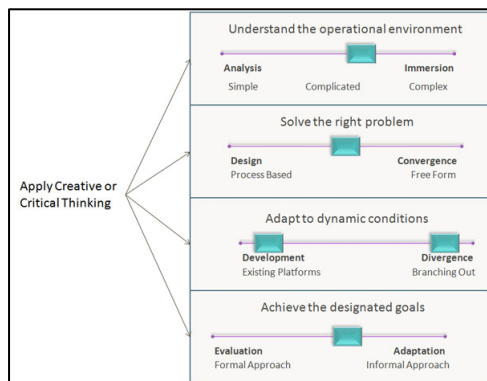 Understand the operational environment
Analysis Immersion
Simple Complicated Complex
Solve the right problem
Design Convergence
Process Based Free Form
Apply Creative or
Critical Thinking
Adapt to dynamic conditions
Development Divergence
Existing Platforms Branching Out
Achieve the designated goals
Evaluation Adaptation
Formal Approach Informal Approach